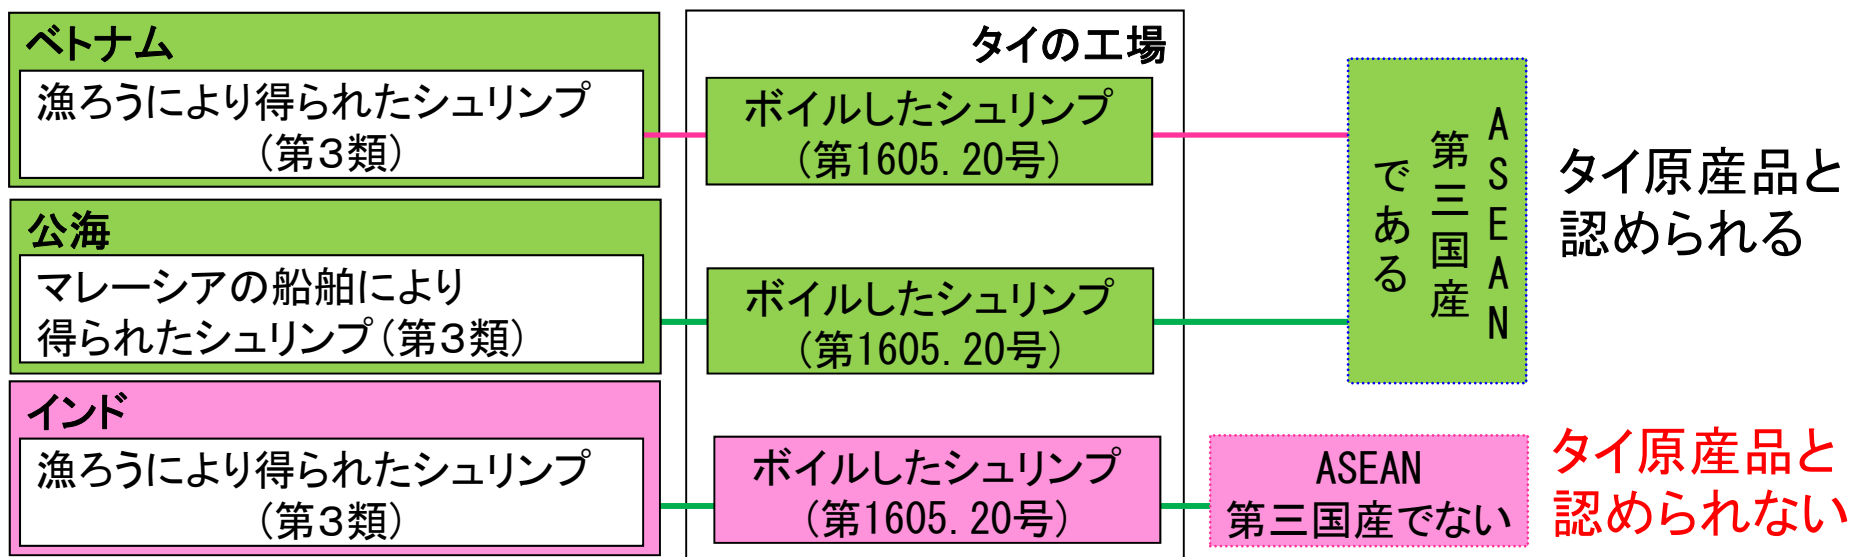 ベトナム
漁ろうにより得られたシュリンプ
（第３類）
公海
マレーシアの船舶により
得られたシュリンプ（第３類）
インド
漁ろうにより得られたシュリンプ
（第３類）
タイの工場
ボイルしたシュリンプ
（第1605.20号）
ボイルしたシュリンプ
（第1605.20号）
ボイルしたシュリンプ
（第1605.20号）
ASEAN
第三国産
である
タイ原産品と
認められる
ASEAN
第三国産でない
タイ原産品と
認められない